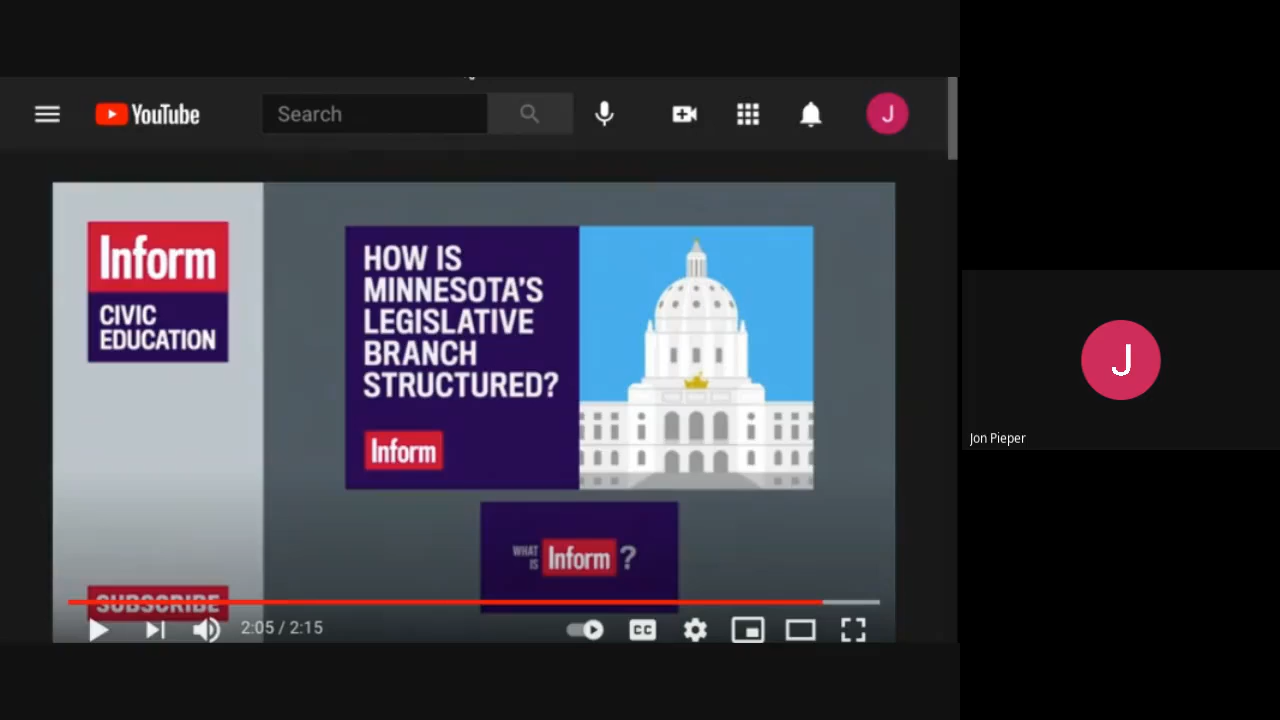 YouTube
Search
J
Inform
CIVIC
EDUCATION
HOW IS
MINNESOTA'S
LEGISLATIVE
BRANCH
STRUCTURED?
Inform
WHAT
IS
Inform ?
SUBSCRIBE
2:05 / 2:15
CC
J
Jon Pieper